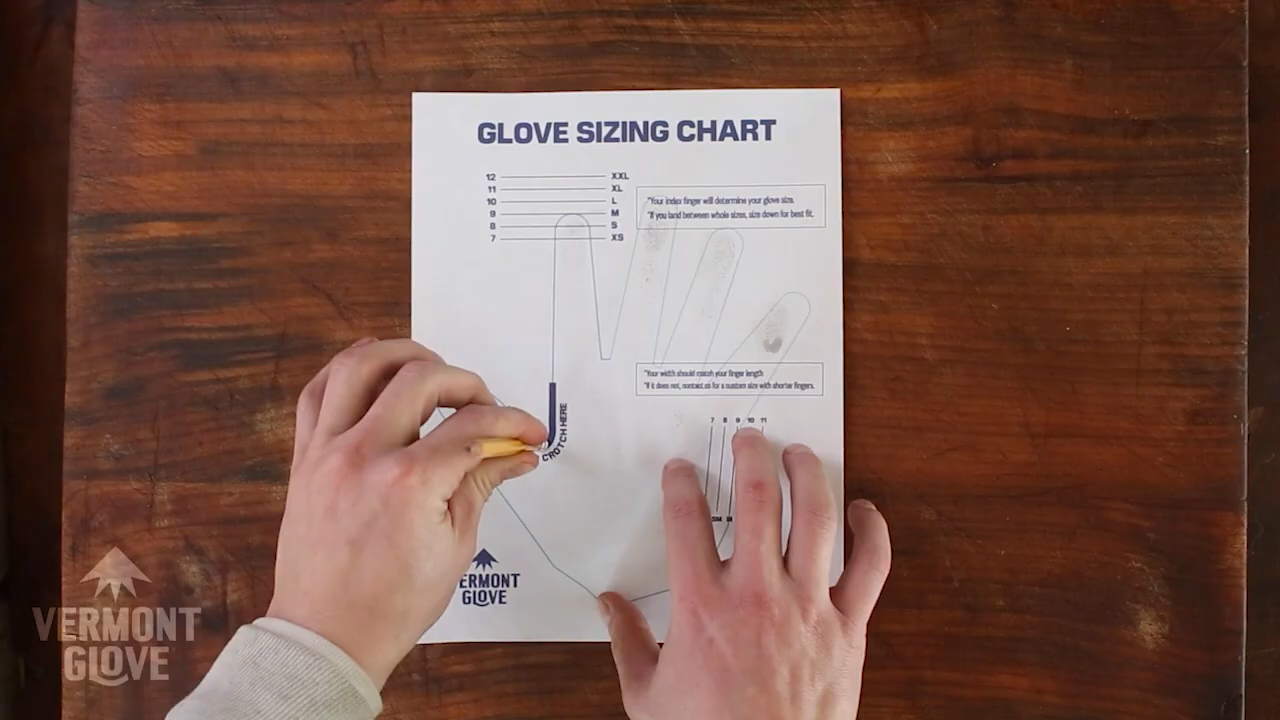 GLOVE SIZING CHART
12 XXL
11 XL
10 L
9 M
8 S
7 XS
*Your index finger will determine your glove size.
*If you land between whole sizes, size down for best fit.
*Your width should match your finger length
*If it does not, contact us for a custom size with shorter fingers.
CROTCH HERE
7 8 9 10 11
SM
VERMONT
GLOVE
VERMONT
GLOVE